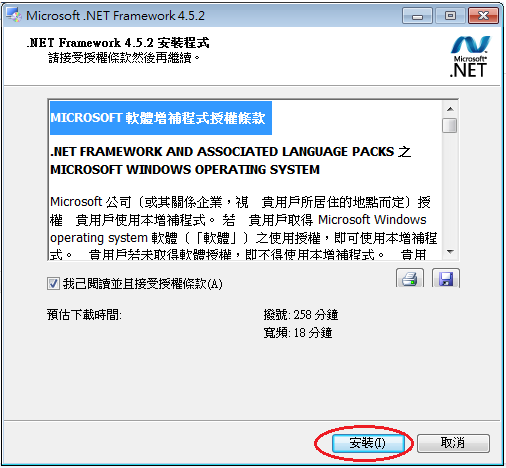 Microsoft .NET Framework 4.5.2
.NET Framework 4.5.2 安裝程式
請接受授權條款然後再繼續。
Microsoft®
.NET
MICROSOFT 軟體增補程式授權條款
.NET FRAMEWORK AND ASSOCIATED LANGUAGE PACKS 之
MICROSOFT WINDOWS OPERATING SYSTEM
Microsoft 公司（或其關係企業，視 貴用戶所居住的地點而定）授
權 貴用戶使用本增補程式。 若 貴用戶取得 Microsoft Windows
operating system 軟體（「軟體」）之使用授權，即可使用本增補程
式。 貴用戶若未取得軟體授權，即不得使用本增補程式。 貴用
我已閱讀並且接受授權條款(A)
預估下載時間:
撥號: 258 分鐘
寬頻: 18 分鐘
安裝(I)
取消